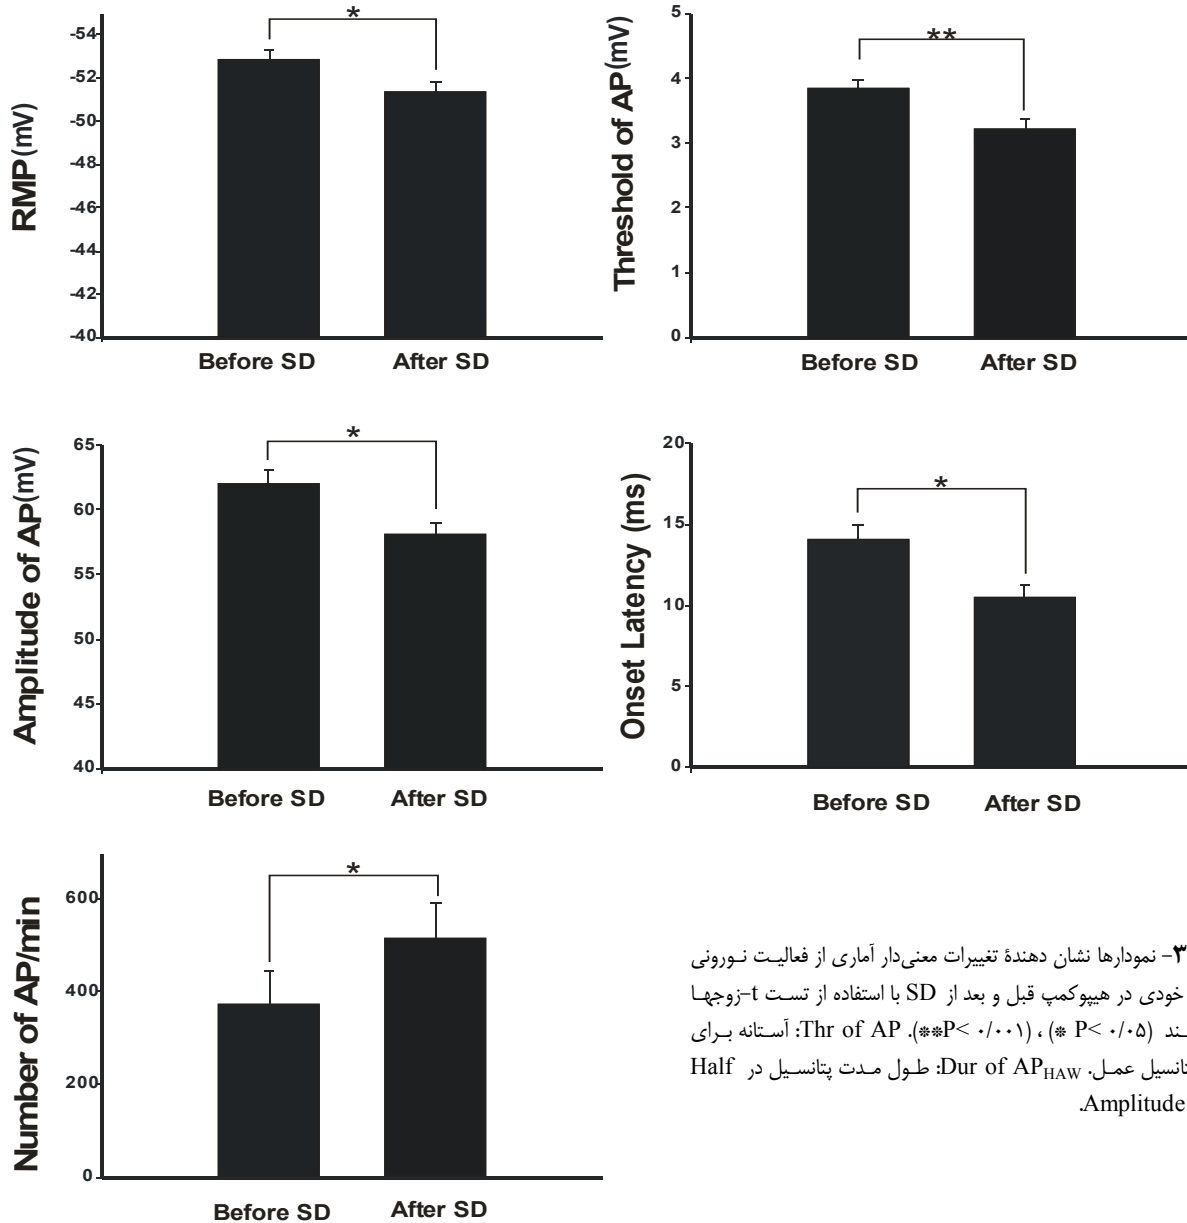 *
-54
-52
-50
-48
-46
-44
-42
-40
RMP(mV)
Before SD After SD
**
5
4
3
2
1
0
Threshold of AP(mV)
Before SD After SD
*
65
60
55
50
45
40
Amplitude of AP(mV)
Before SD After SD
*
20
15
10
5
0
Onset Latency (ms)
Before SD After SD
*
600
400
200
0
Number of AP/min
Before SD After SD
۳- نمودارها نشان دهندهٔ تغییرات معنی‌دار آماری از فعالیت نورونی
خودی در هیپوکمپ قبل و بعد از SD با استفاده از تست t-زوجها
ند (* P< ۰/۰۵) ، (**P< ۰/۰۰۱). Thr of AP: آستانه برای
تانسیل عمل. Dur of APHAW: طول مدت پتانسیل در Half
Amplitude.